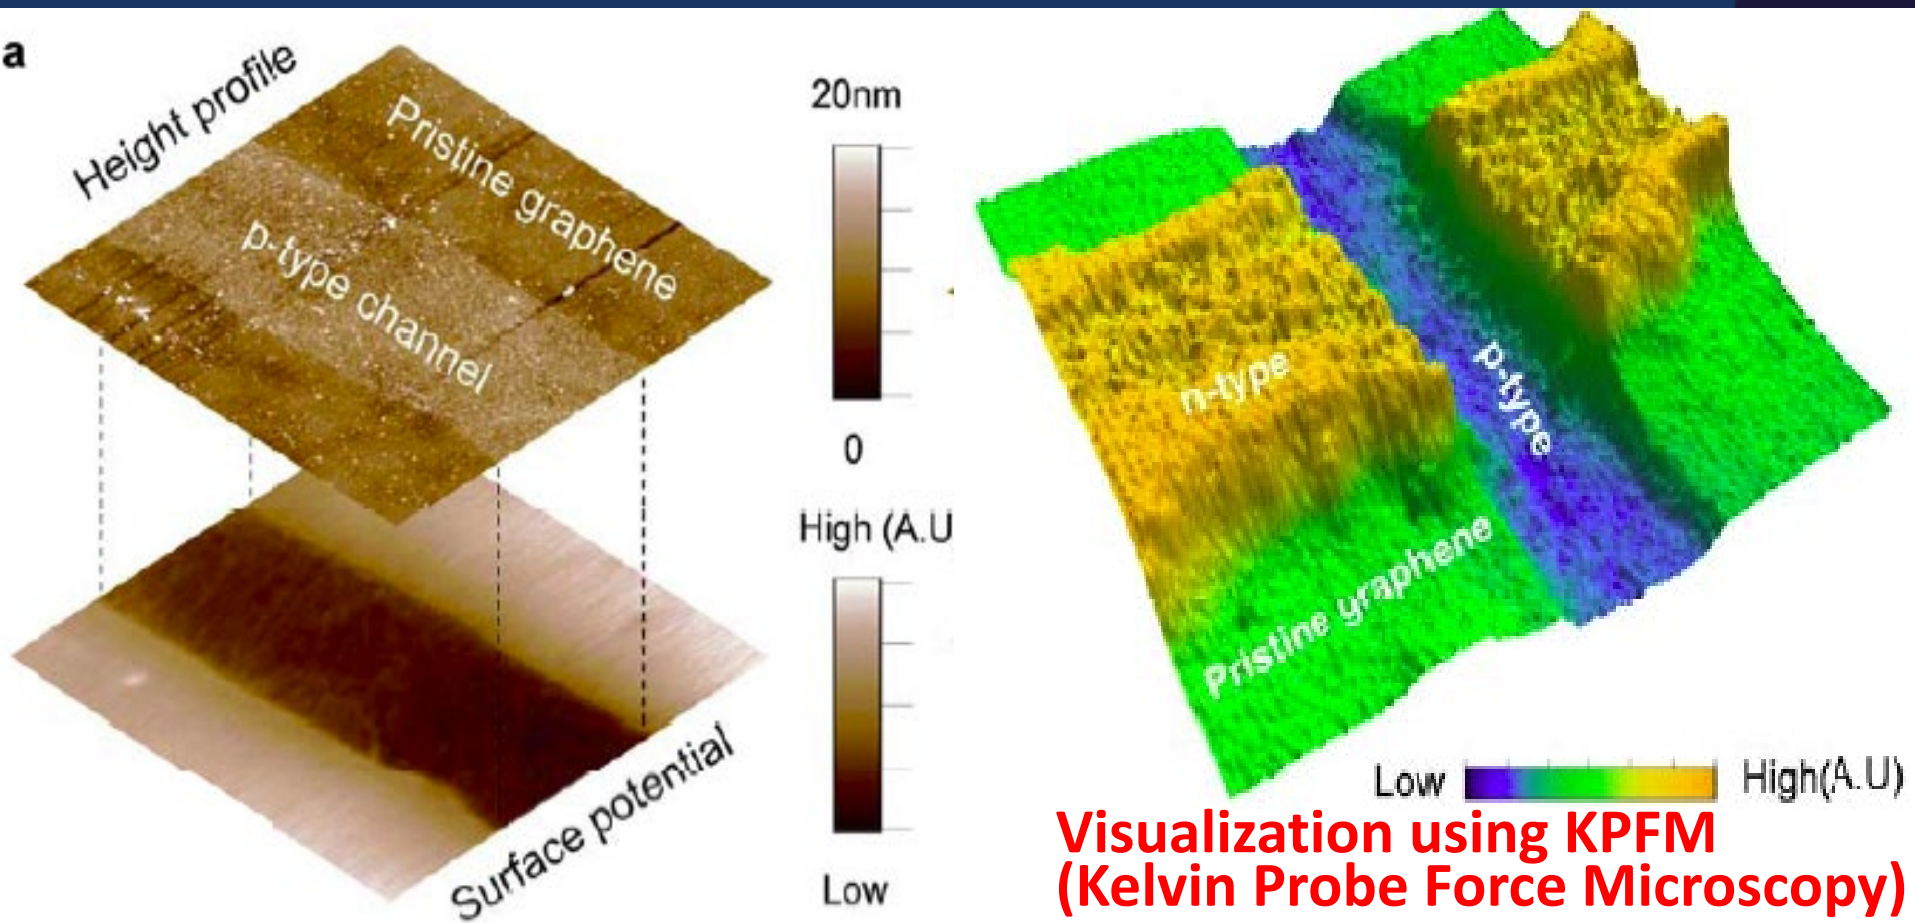 a
Height profile
Pristine graphene
p-type channel
20nm
0
High (A.U
Low
Surface potential
n-type
p-type
Pristine graphene
Low
High(A.U)
Visualization using KPFM
(Kelvin Probe Force Microscopy)